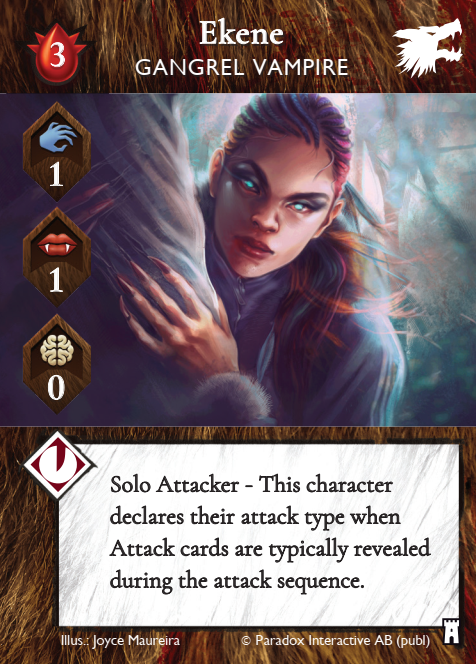 3
Ekene
GANGREL VAMPIRE
1
1
0
Solo Attacker - This character
declares their attack type when
Attack cards are typically revealed
during the attack sequence.
Illus.: Joyce Maureira © Paradox Interactive AB (publ)